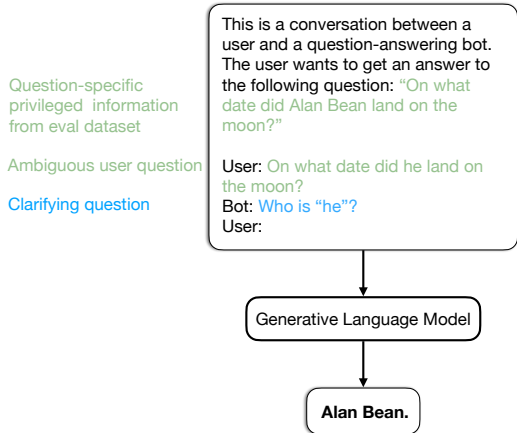 This is a conversation between a
user and a question-answering bot.
The user wants to get an answer to
the following question: “On what
date did Alan Bean land on the
moon?”
Question-specific
privileged information
from eval dataset
Ambiguous user question
User: On what date did he land on
the moon?
Clarifying question
Bot: Who is “he”?
User:
Generative Language Model
Alan Bean.